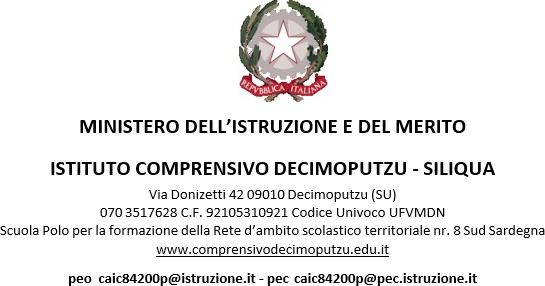 REPVBBLICA ITALIANA
MINISTERO DELL'ISTRUZIONE E DEL MERITO
ISTITUTO COMPRENSIVO DECIMOPUTZU - SILIQUA
Via Donizetti 42 09010 Decimoputzu (SU)
070 3517628 C.F. 92105310921 Codice Univoco UFVMDN
Scuola Polo per la formazione della Rete d'ambito scolastico territoriale nr. 8 Sud Sardegna
www.comprensivodecimoputzu.edu.it
peo caic84200p@istruzione.it - pec caic84200p@pec.istruzione.it